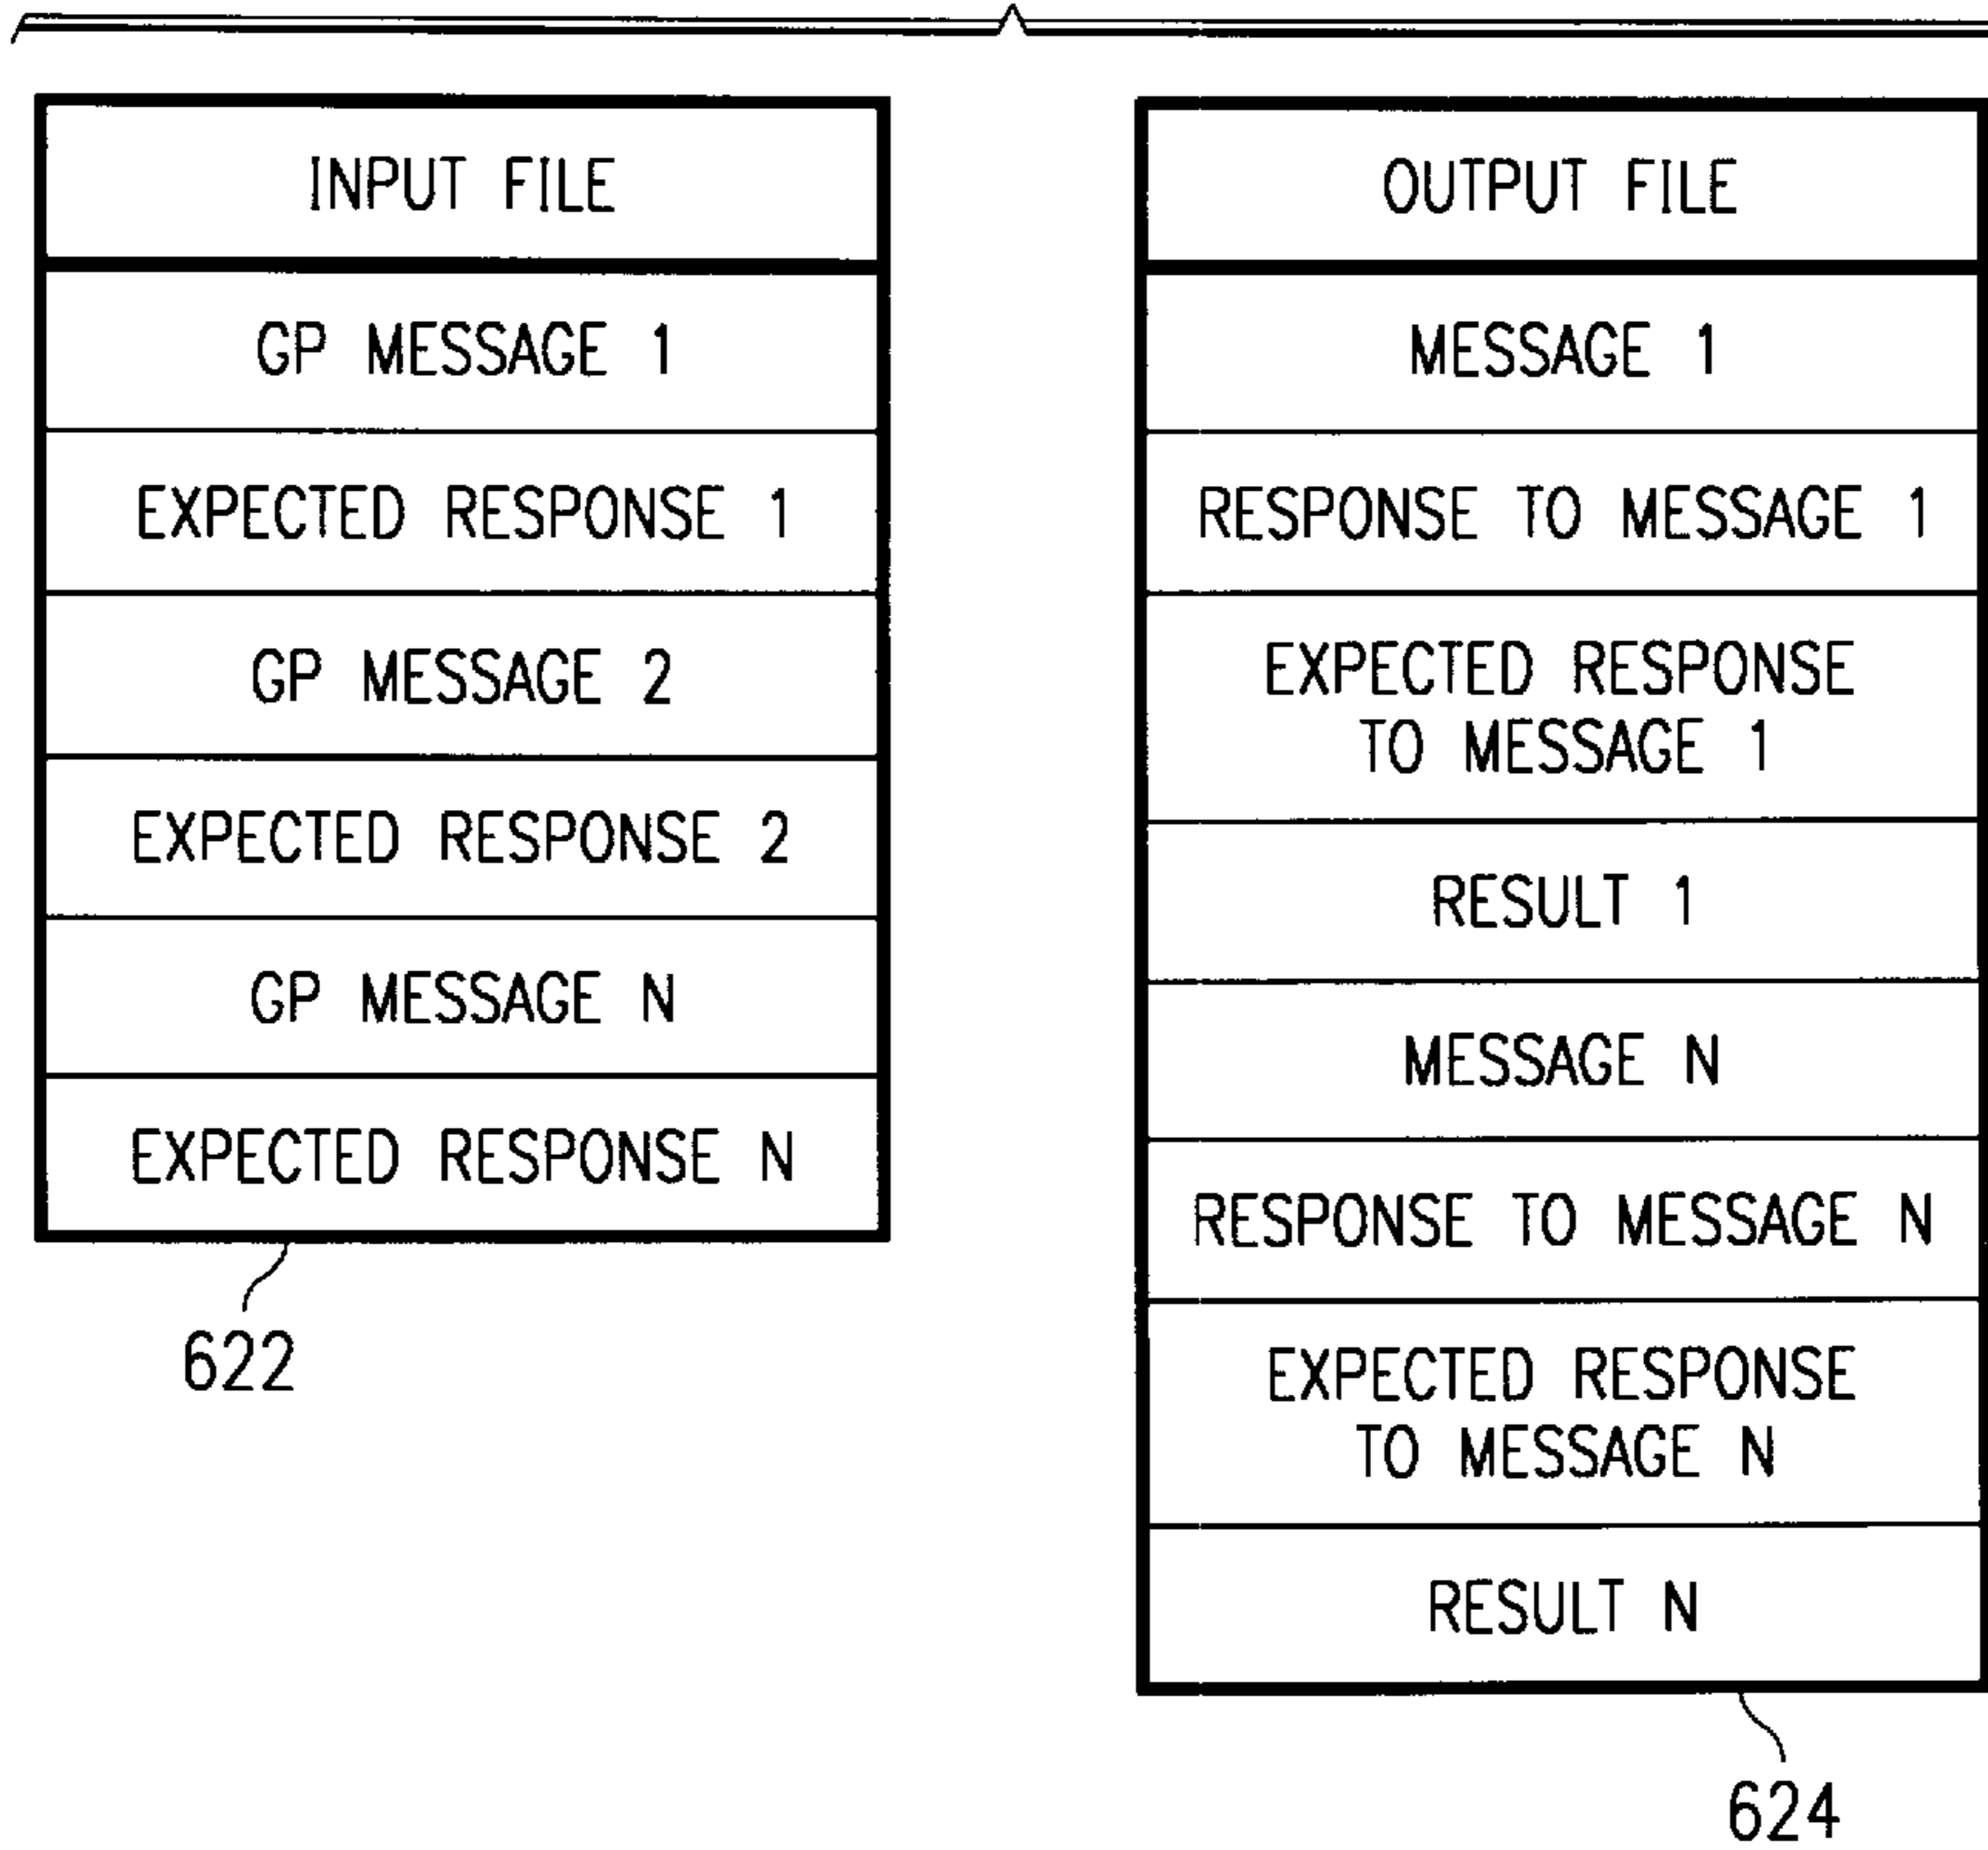 INPUT FILE
GP MESSAGE 1
EXPECTED RESPONSE 1
GP MESSAGE 2
EXPECTED RESPONSE 2
GP MESSAGE N
EXPECTED RESPONSE N
622
OUTPUT FILE
MESSAGE 1
RESPONSE TO MESSAGE 1
EXPECTED RESPONSE
TO MESSAGE 1
RESULT 1
MESSAGE N
RESPONSE TO MESSAGE N
EXPECTED RESPONSE
TO MESSAGE N
RESULT N
624